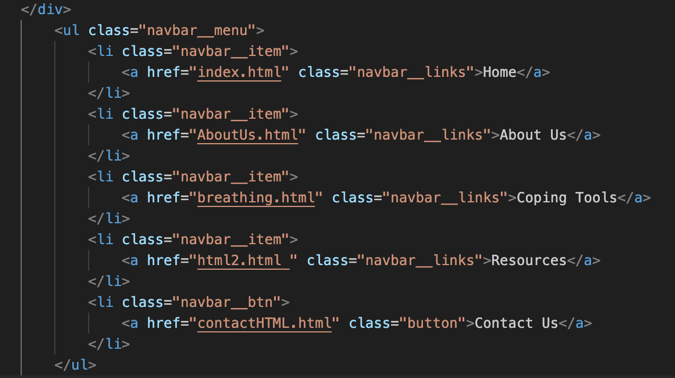 </div>
<ul class="navbar__menu">
<li class="navbar__item">
<a href="index.html" class="navbar__links">Home</a>
</li>
<li class="navbar__item">
<a href="AboutUs.html" class="navbar__links">About Us</a>
</li>
<li class="navbar__item">
<a href="breathing.html" class="navbar__links">Coping Tools</a>
</li>
<li class="navbar__item">
<a href="html2.html " class="navbar__links">Resources</a>
</li>
<li class="navbar__btn">
<a href="contactHTML.html" class="button">Contact Us</a>
</li>
</ul>